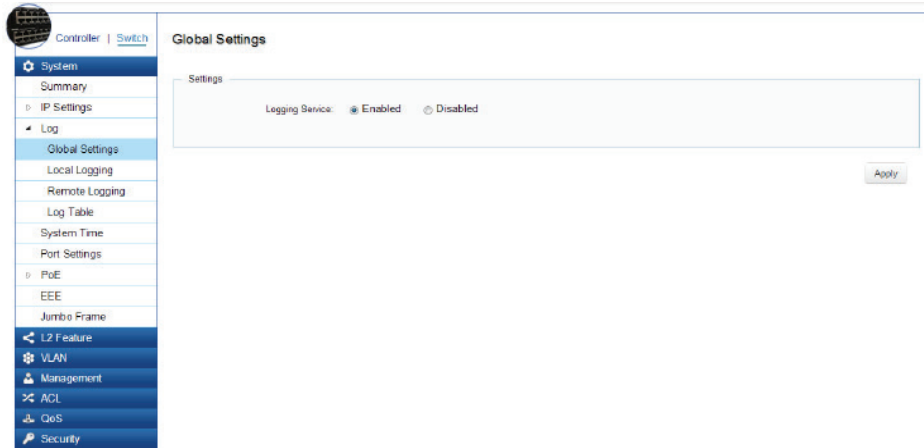 Controller | Switch
Global Settings
System
Summary
IP Settings
Log
Global Settings
Local Logging
Remote Logging
Log Table
System Time
Port Settings
PoE
EEE
Jumbo Frame
L2 Feature
VLAN
Management
ACL
QoS
Security
Settings
Logging Service: Enabled Disabled
Apply